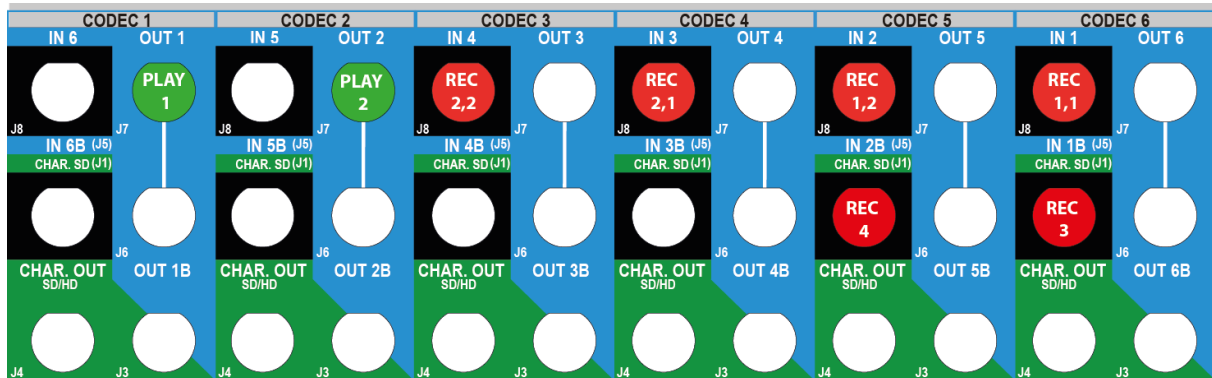 CODEC 1 CODEC 2 CODEC 3 CODEC 4 CODEC 5 CODEC 6
IN 6 OUT 1 IN 5 OUT 2 IN 4 OUT 3 IN 3 OUT 4 IN 2 OUT 5 IN 1 OUT 6
PLAY PLAY REC REC REC REC
1 2 2,2 2,1 1,2 1,1
J8 J7 J8 J7 J8 J7 J8 J7 J8 J7 J8 J7
IN 6B (J5) IN 5B (J5) IN 4B (J5) IN 3B (J5) IN 2B (J5) IN 1B (J5)
CHAR. SD (J1) CHAR. SD (J1) CHAR. SD (J1) CHAR. SD (J1) CHAR. SD (J1) CHAR. SD (J1)
REC REC
4 3
J6 J6 J6 J6 J6 J6
CHAR. OUT OUT 1B CHAR. OUT OUT 2B CHAR. OUT OUT 3B CHAR. OUT OUT 4B CHAR. OUT OUT 5B CHAR. OUT OUT 6B
SD/HD SD/HD SD/HD SD/HD SD/HD SD/HD
J4 J3 J4 J3 J4 J3 J4 J3 J4 J3 J4 J3